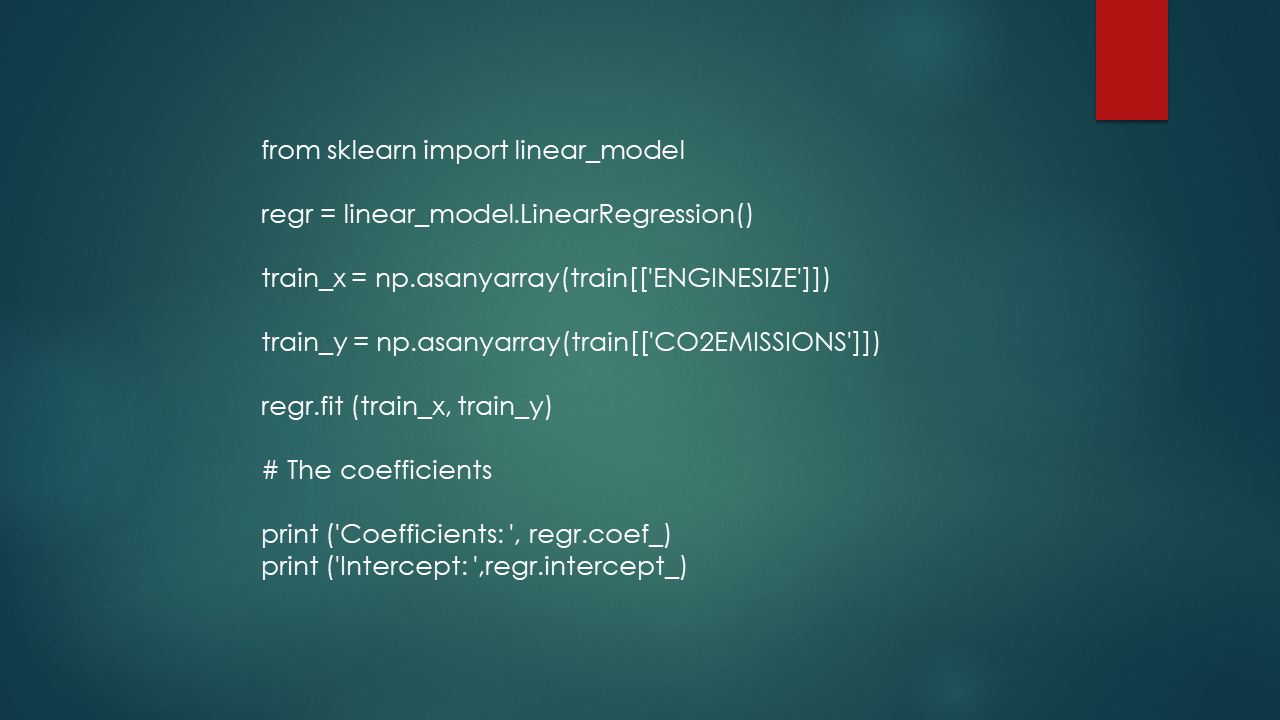 from sklearn import linear_model
regr = linear_model.LinearRegression()
train_x = np.asanyarray(train[['ENGINESIZE']])
train_y = np.asanyarray(train[['CO2EMISSIONS']])
regr.fit (train_x, train_y)
# The coefficients
print ('Coefficients: ', regr.coef_)
print ('Intercept: ',regr.intercept_)